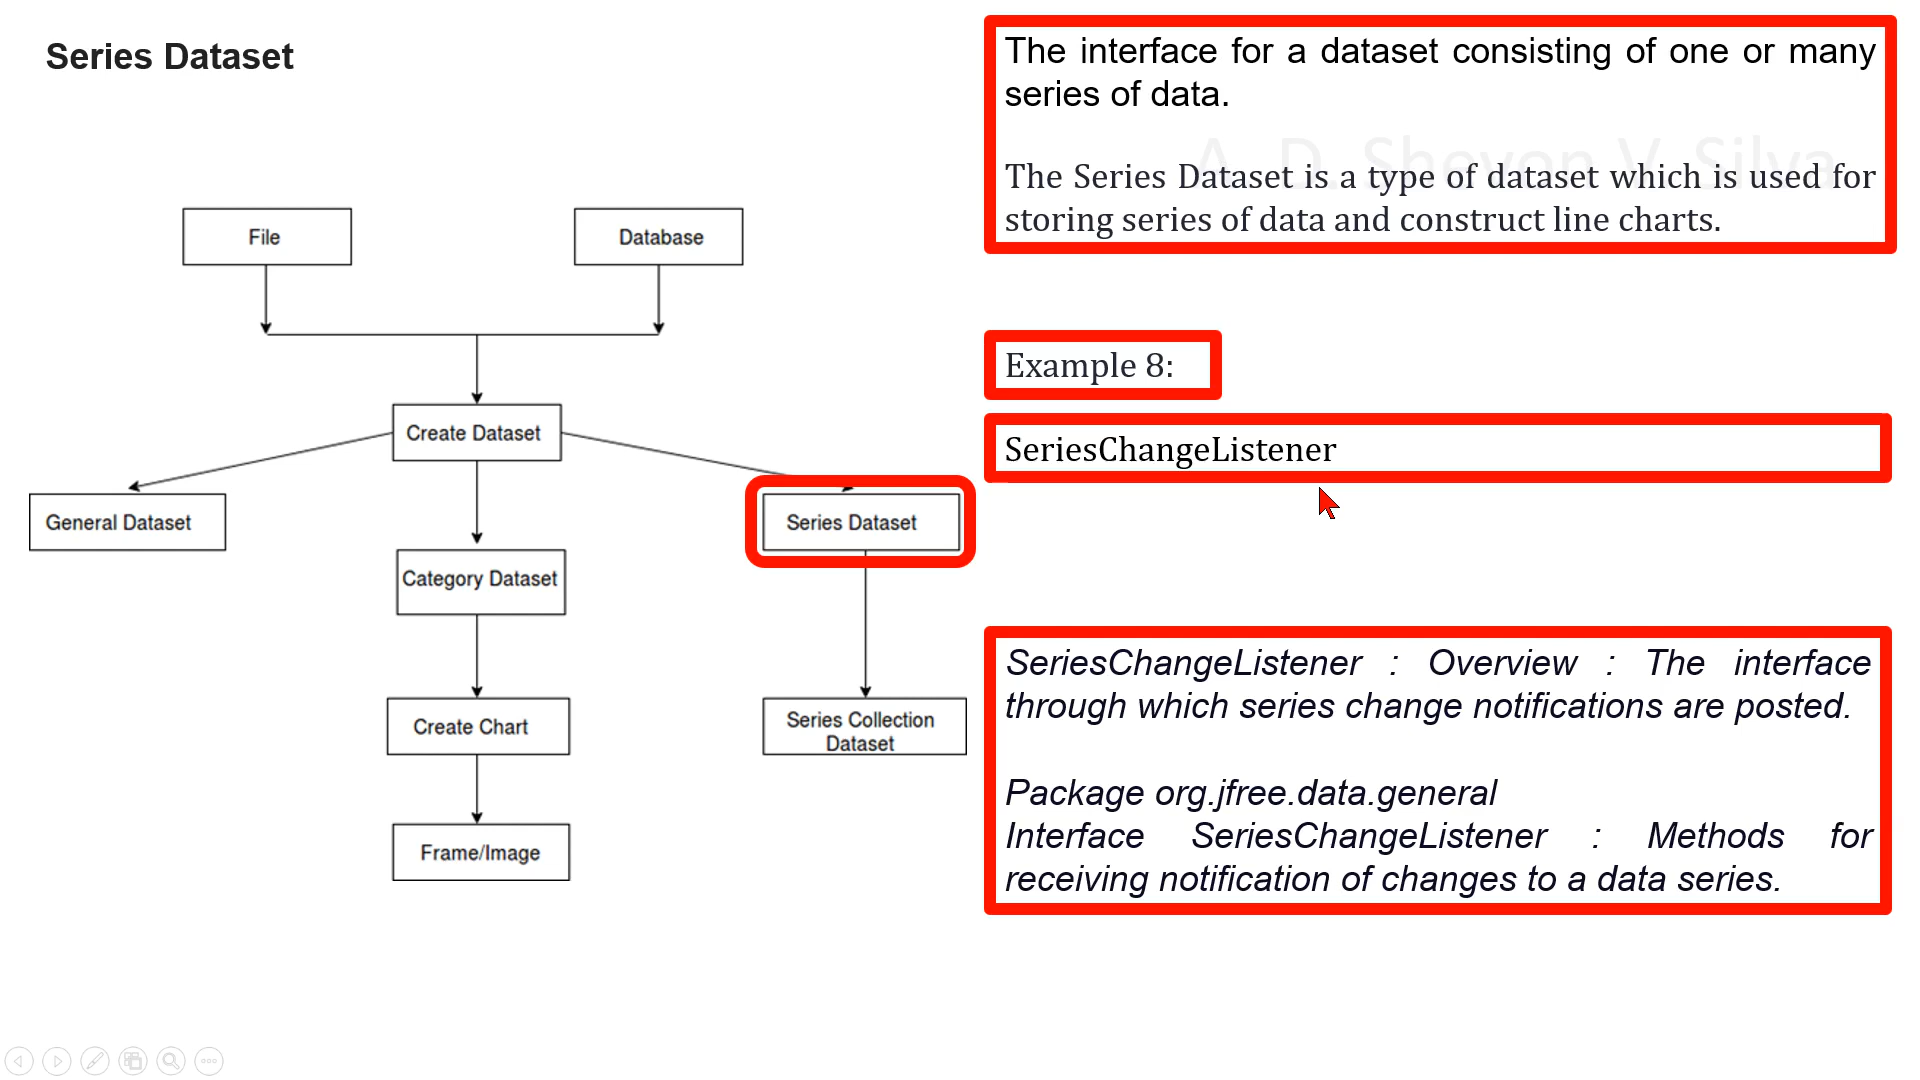 Series Dataset
The interface for a dataset consisting of one or many
series of data.
A. D. Shevon V. Silva
The Series Dataset is a type of dataset which is used for
storing series of data and construct line charts.
File
Database
Example 8:
Create Dataset
SeriesChangeListener
General Dataset
Series Dataset
Category Dataset
SeriesChangeListener : Overview : The interface
through which series change notifications are posted.
Create Chart
Series Collection
Dataset
Package org.jfree.data.general
Interface SeriesChangeListener : Methods for
receiving notification of changes to a data series.
Frame/Image